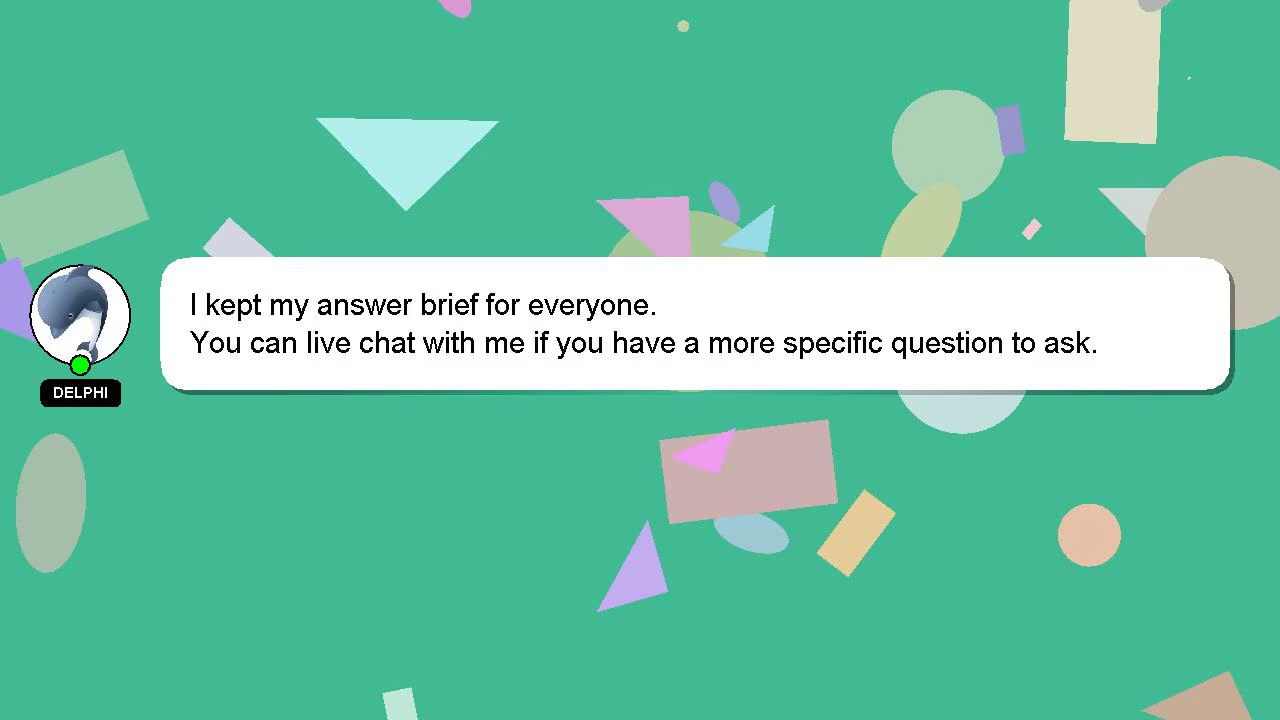 I kept my answer brief for everyone.
You can live chat with me if you have a more specific question to ask.
DELPHI